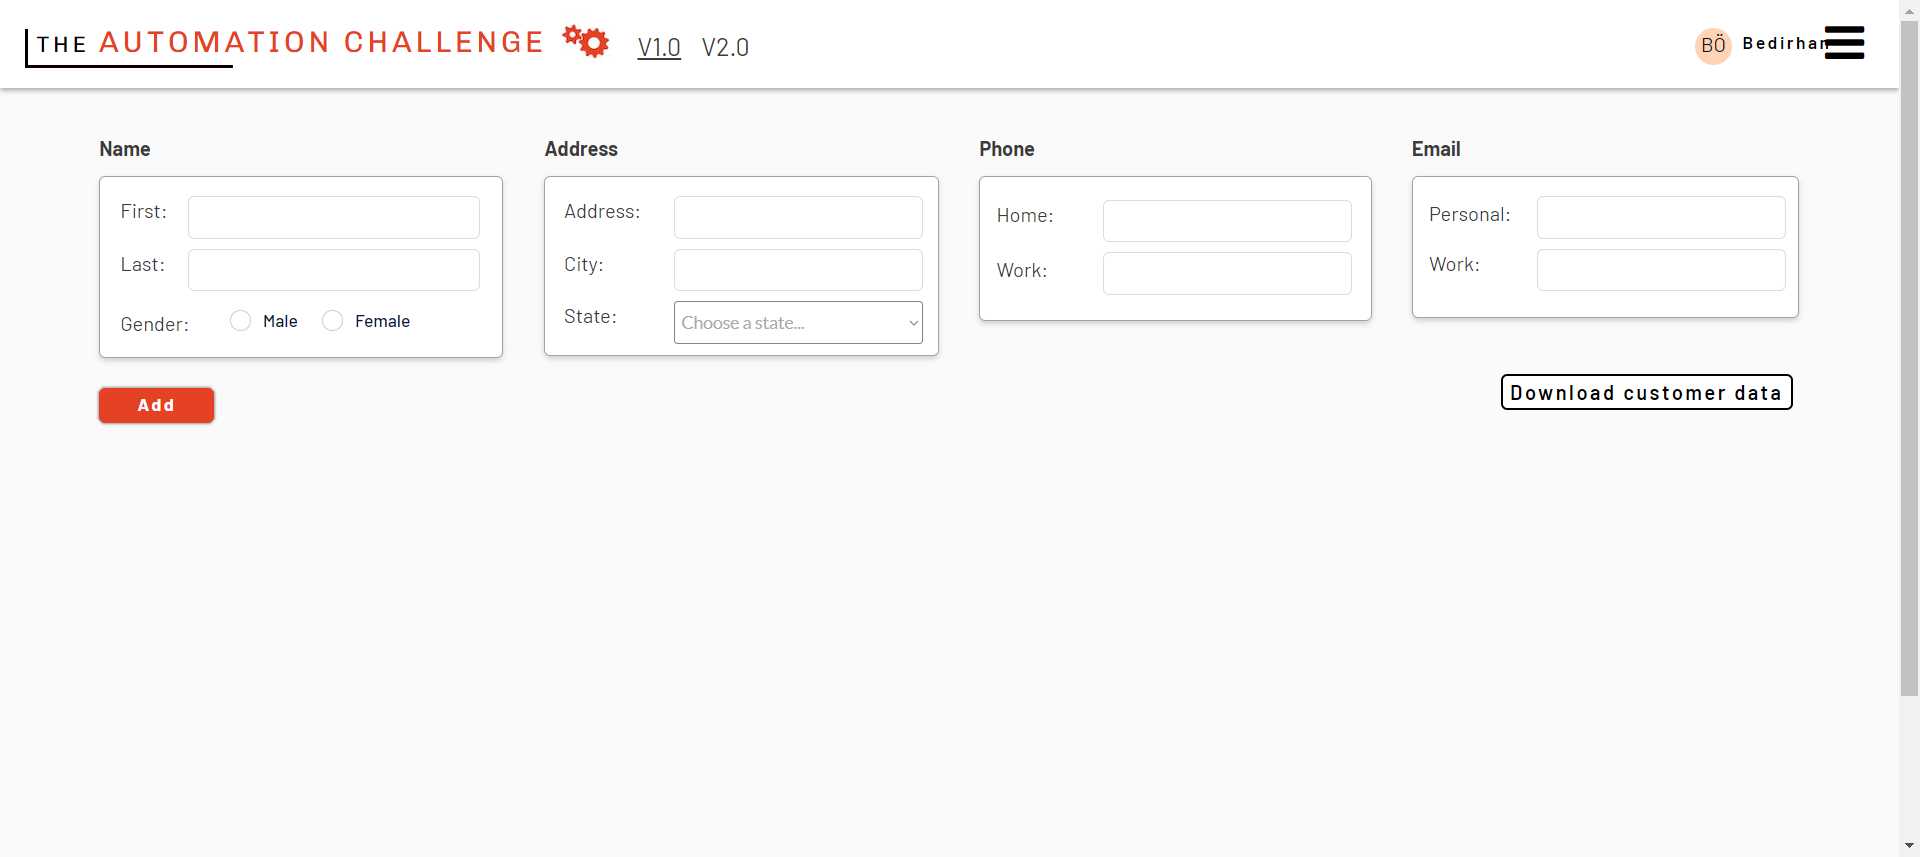 THE AUTOMATION CHALLENGE V1.0 V2.0 BÖ Bedirhan
Name Address Phone Email
First: Address: Home: Personal:
Last: City: Work: Work:
Gender: Male Female State: Choose a state...
Add Download customer data